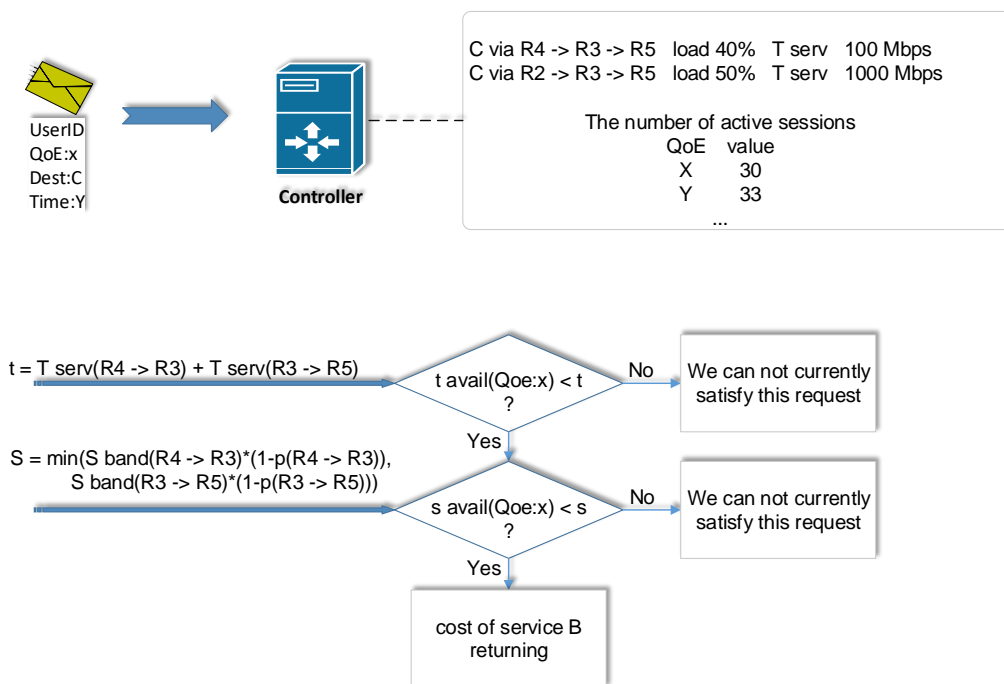 C via R4 -> R3 -> R5 load 40% T serv 100 Mbps
C via R2 -> R3 -> R5 load 50% T serv 1000 Mbps
The number of active sessions
QoE value
X 30
Y 33
...
UserID
QoE:x
Dest:C
Time:Y
Controller
t = T serv(R4 -> R3) + T serv(R3 -> R5)
t avail(Qoe:x) < t
?
No
We can not currently
satisfy this request
Yes
S = min(S band(R4 -> R3)*(1-p(R4 -> R3)),
S band(R3 -> R5)*(1-p(R3 -> R5)))
s avail(Qoe:x) < s
?
No
We can not currently
satisfy this request
Yes
cost of service B
returning